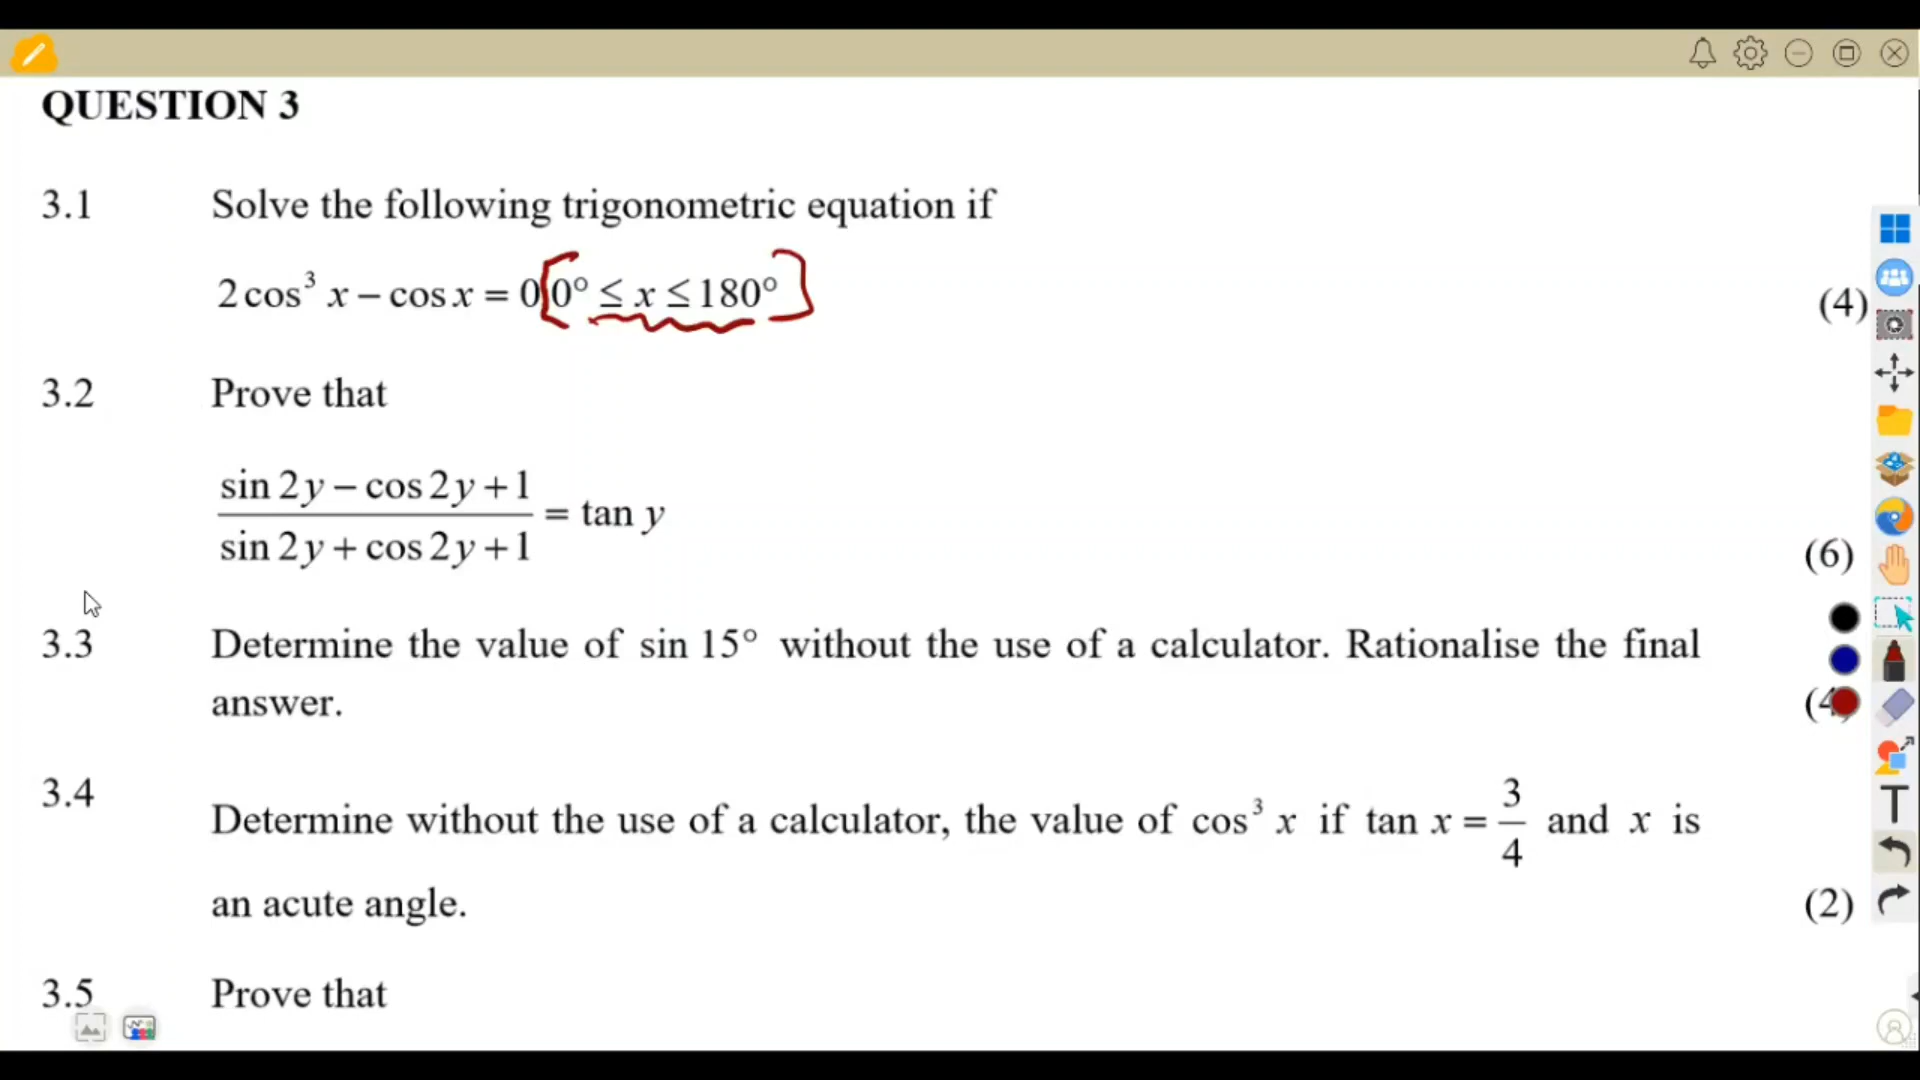 QUESTION 3
3.1 Solve the following trigonometric equation if
2 cos³ x − cos x = 0 [0° ≤ x ≤ 180°] (4)
3.2 Prove that
sin 2y − cos 2y + 1
= tan y
sin 2y + cos 2y + 1
(6)
3.3 Determine the value of sin 15° without the use of a calculator. Rationalise the final
answer. (4)
3.4 Determine without the use of a calculator, the value of cos³ x if tan x = 3/4 and x is
an acute angle. (2)
3.5 Prove that
T